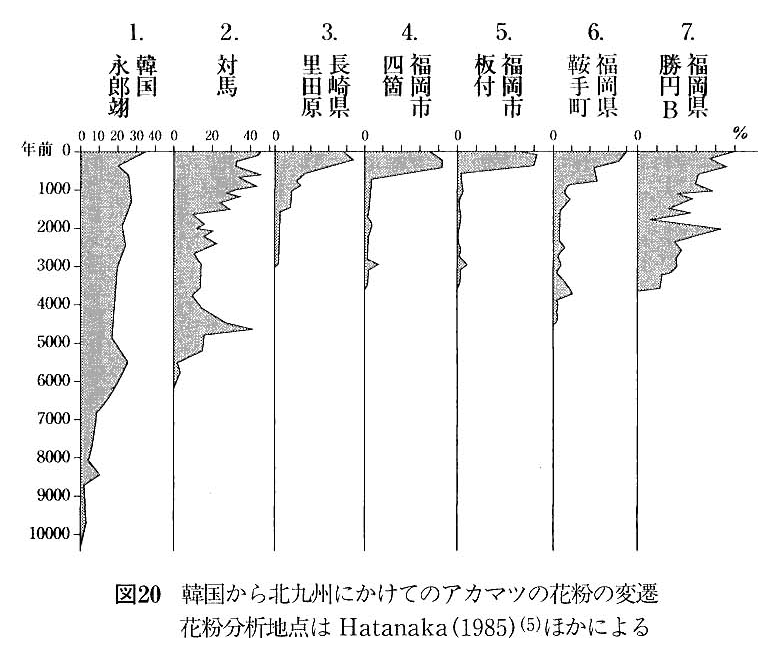 1. 2. 3. 4. 5. 6. 7.
韓国
永郎翊
対馬
長崎県
里田原
福岡市
四箇
福岡市
板付
福岡県
鞍手町
福岡県
勝円B
0 10 20 30 40 0 20 40 0 0 0 0 0 %
年前 0
1000
2000
3000
4000
5000
6000
7000
8000
9000
10000
図20 韓国から北九州にかけてのアカマツの花粉の変遷
花粉分析地点は Hatanaka(1985)(5)ほかによる